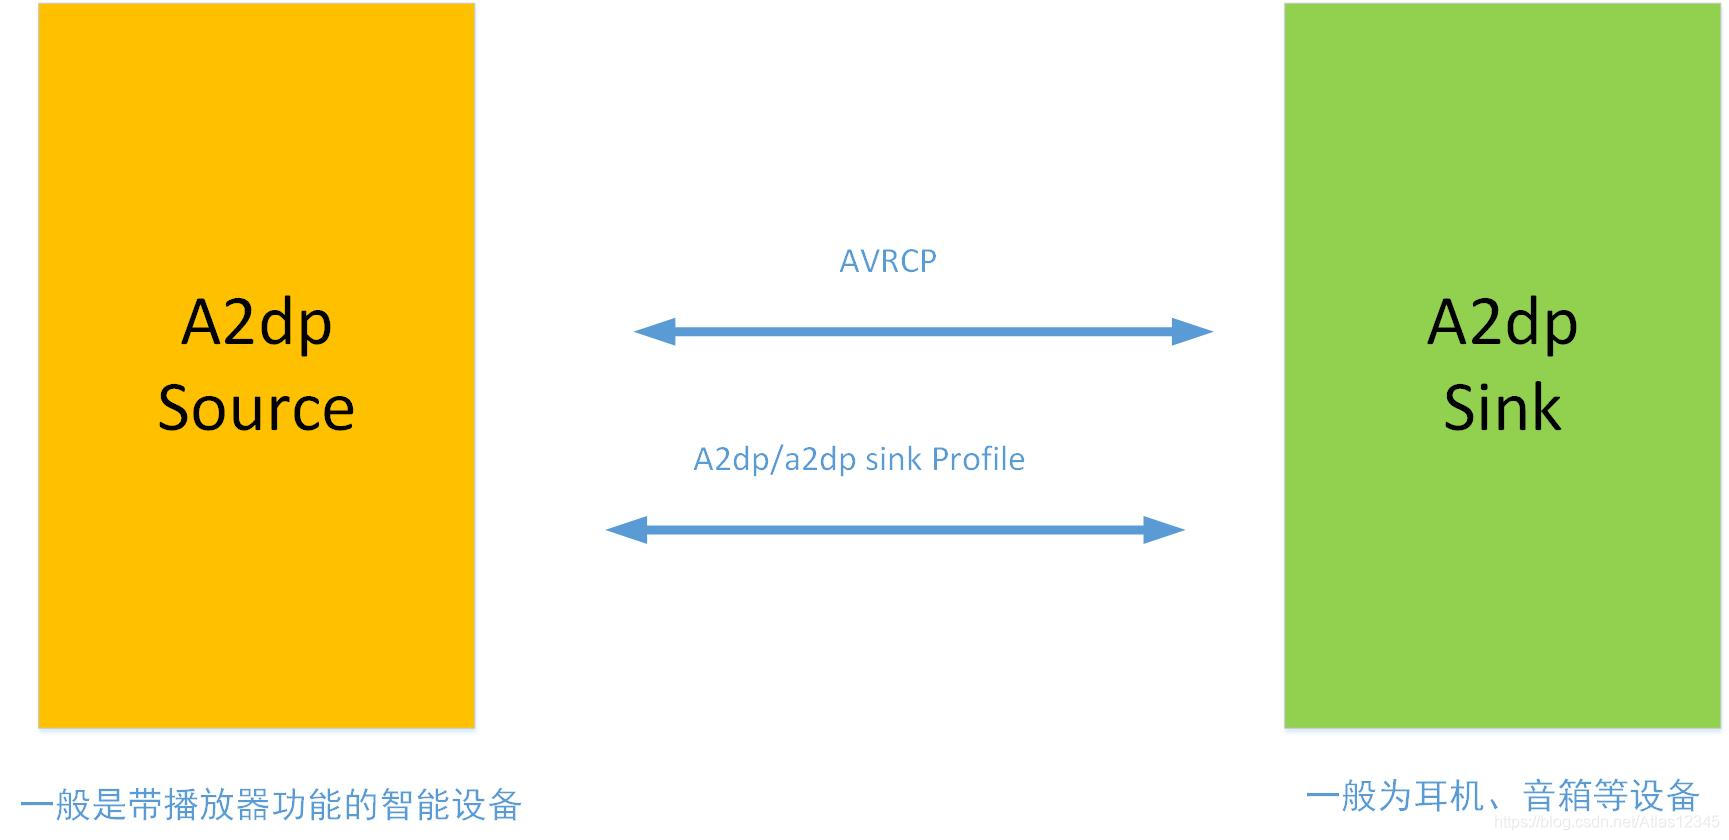 AVRCP
A2dp
Source
A2dp
Sink
A2dp/a2dp sink Profile
一般是带播放器功能的智能设备
一般为耳机、音箱等设备
https://blog.csdn.net/Atlas12345